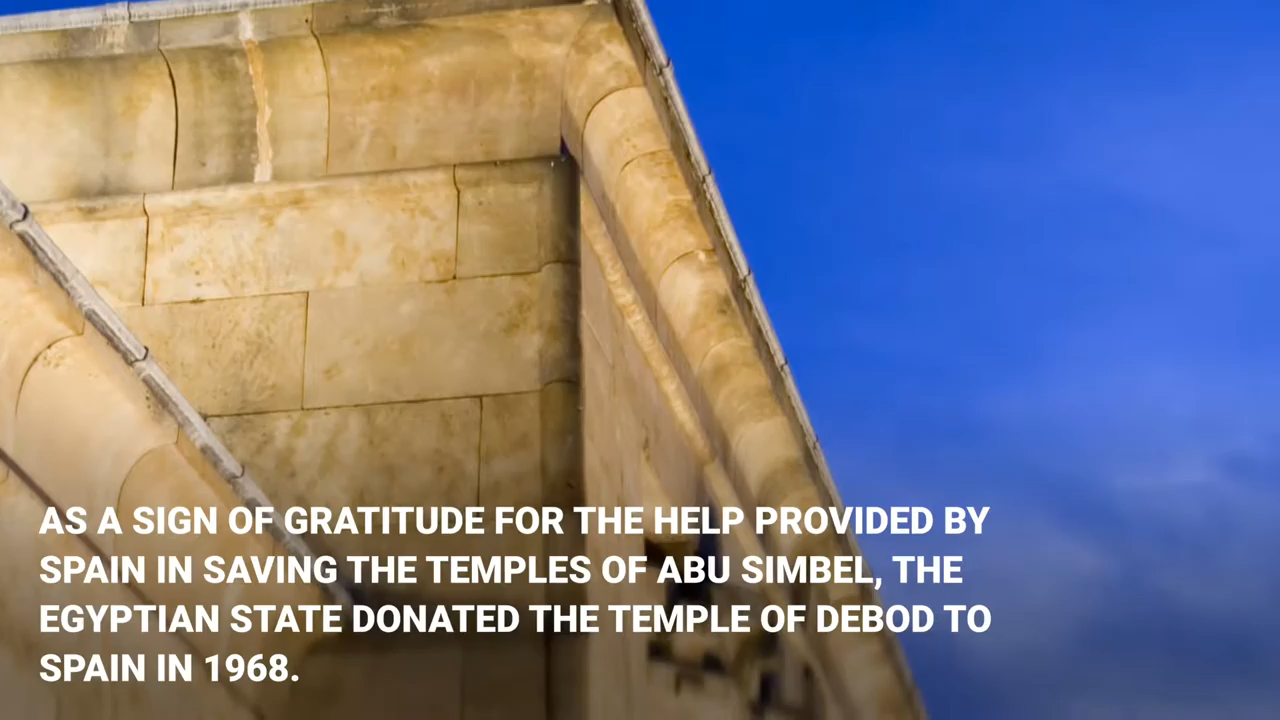 AS A SIGN OF GRATITUDE FOR THE HELP PROVIDED BY
SPAIN IN SAVING THE TEMPLES OF ABU SIMBEL, THE
EGYPTIAN STATE DONATED THE TEMPLE OF DEBOD TO
SPAIN IN 1968.